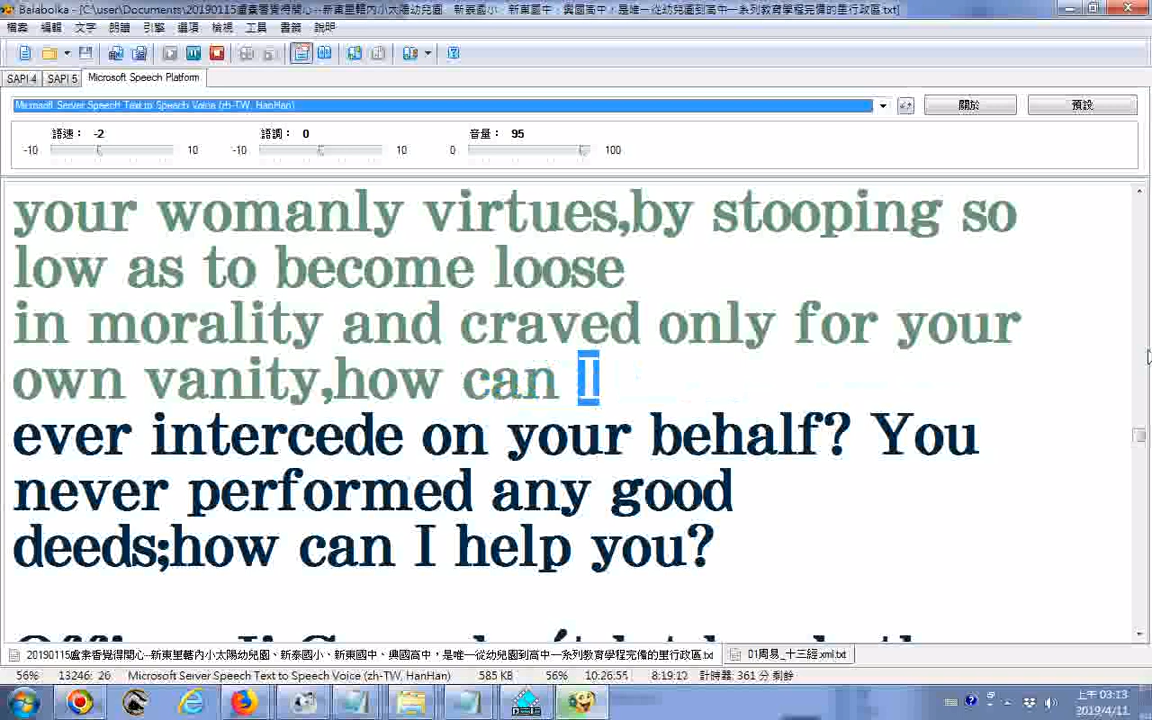 Balabolka - [C:\user\Documents\20190115盧素香覺得開心--新東里轄內小太陽幼兒園、新泰國小、新東國中、興國高中，是唯一從幼兒園到高中一系列教育學程完備的里行政區.txt]
檔案 編輯 文字 朗讀 引擎 選項 檢視 工具 書籤 說明
SAPI 4 SAPI 5 Microsoft Speech Platform
Microsoft Server Speech Text to Speech Voice (zh-TW, HanHan) 關於 預設
語速： -2 語調： 0 音量： 95
-10 10 -10 10 0 100
your womanly virtues,by stooping so
low as to become loose
in morality and craved only for your
own vanity,how can I
ever intercede on your behalf? You
never performed any good
deeds;how can I help you?
20190115盧素香覺得開心--新東里轄內小太陽幼兒園、新泰國小、新東國中、興國高中，是唯一從幼兒園到高中一系列教育學程完備的里行政區.txt 01周易_十三經.xml.txt
56% 13246: 26 Microsoft Server Speech Text to Speech Voice (zh-TW, HanHan) 585 KB 56% 10:26:55 8:19:13 計時器: 361 分 剩餘
上午 03:13
2019/4/11